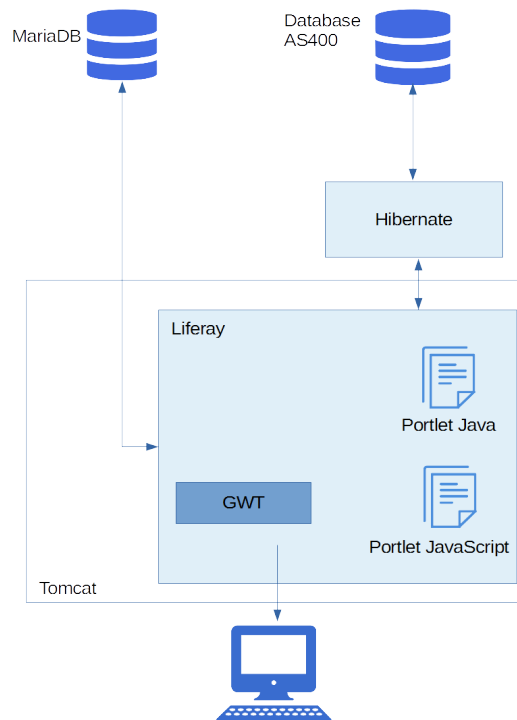 MariaDB
Database
AS400
Hibernate
Liferay
Portlet Java
GWT
Portlet JavaScript
Tomcat